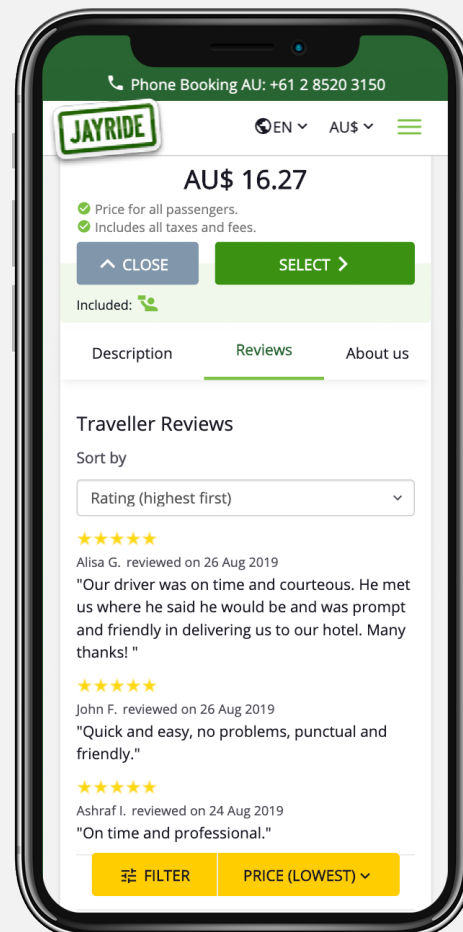 Phone Booking AU: +61 2 8520 3150
JAYRIDE
EN
AU$
AU$ 16.27
Price for all passengers.
Includes all taxes and fees.
CLOSE
SELECT
Included:
Description
Reviews
About us
Traveller Reviews
Sort by
Rating (highest first)
Alisa G. reviewed on 26 Aug 2019
"Our driver was on time and courteous. He met
us where he said he would be and was prompt
and friendly in delivering us to our hotel. Many
thanks! "
John F. reviewed on 26 Aug 2019
"Quick and easy, no problems, punctual and
friendly."
Ashraf I. reviewed on 24 Aug 2019
"On time and professional."
FILTER
PRICE (LOWEST)